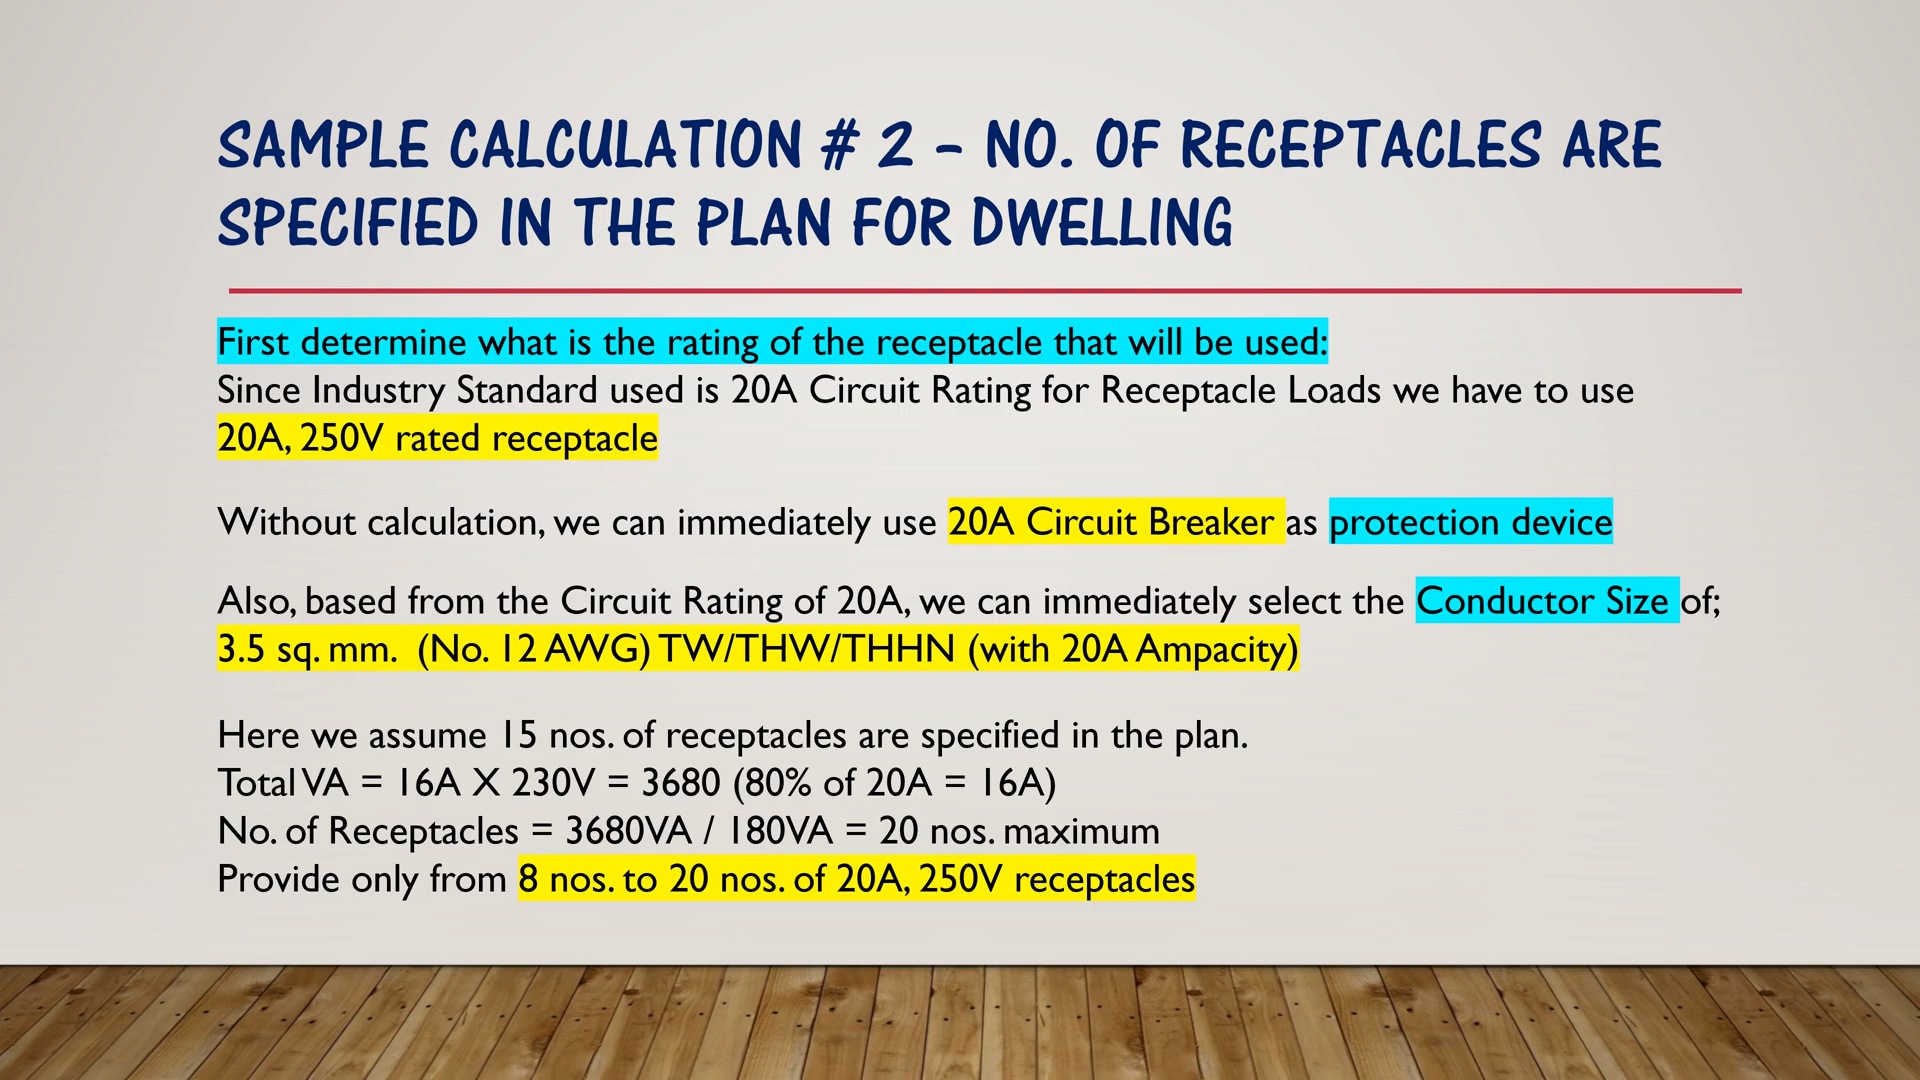 SAMPLE CALCULATION # 2 – NO. OF RECEPTACLES ARE
SPECIFIED IN THE PLAN FOR DWELLING
First determine what is the rating of the receptacle that will be used:
Since Industry Standard used is 20A Circuit Rating for Receptacle Loads we have to use
20A, 250V rated receptacle
Without calculation, we can immediately use 20A Circuit Breaker as protection device
Also, based from the Circuit Rating of 20A, we can immediately select the Conductor Size of;
3.5 sq. mm. (No. 12 AWG) TW/THW/THHN (with 20A Ampacity)
Here we assume 15 nos. of receptacles are specified in the plan.
Total VA = 16A X 230V = 3680 (80% of 20A = 16A)
No. of Receptacles = 3680VA / 180VA = 20 nos. maximum
Provide only from 8 nos. to 20 nos. of 20A, 250V receptacles